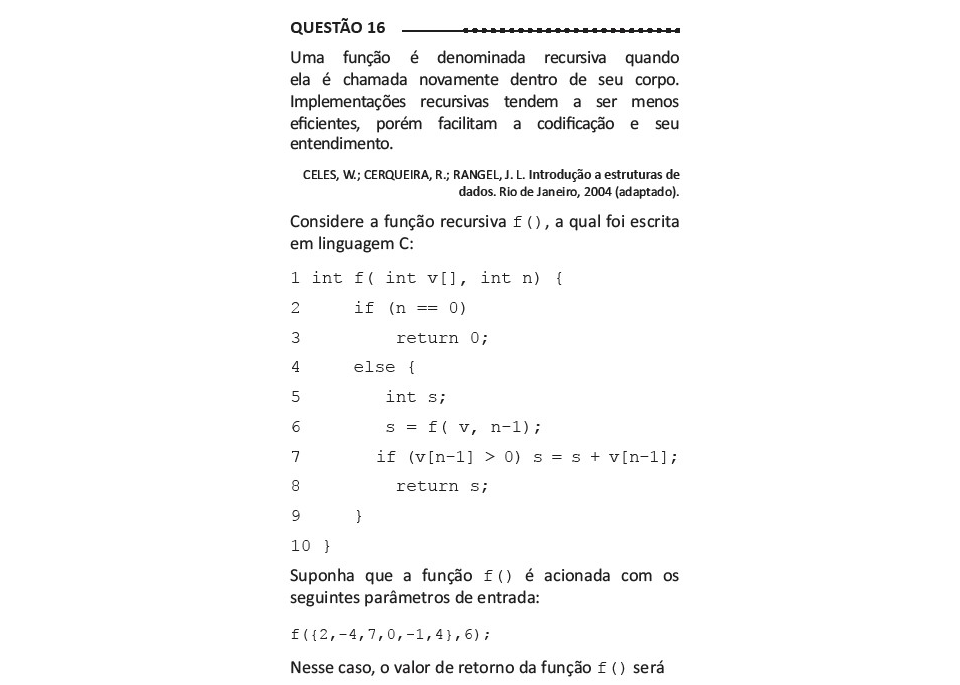 QUESTÃO 16
Uma função é denominada recursiva quando
ela é chamada novamente dentro de seu corpo.
Implementações recursivas tendem a ser menos
eficientes, porém facilitam a codificação e seu
entendimento.
CELES, W.; CERQUEIRA, R.; RANGEL, J. L. Introdução a estruturas de
dados. Rio de Janeiro, 2004 (adaptado).
Considere a função recursiva f(), a qual foi escrita
em linguagem C:
1 int f( int v[], int n) {
2 if (n == 0)
3 return 0;
4 else {
5 int s;
6 s = f( v, n-1);
7 if (v[n-1] > 0) s = s + v[n-1];
8 return s;
9 }
10 }
Suponha que a função f() é acionada com os
seguintes parâmetros de entrada:
f({2,-4,7,0,-1,4},6);
Nesse caso, o valor de retorno da função f() será